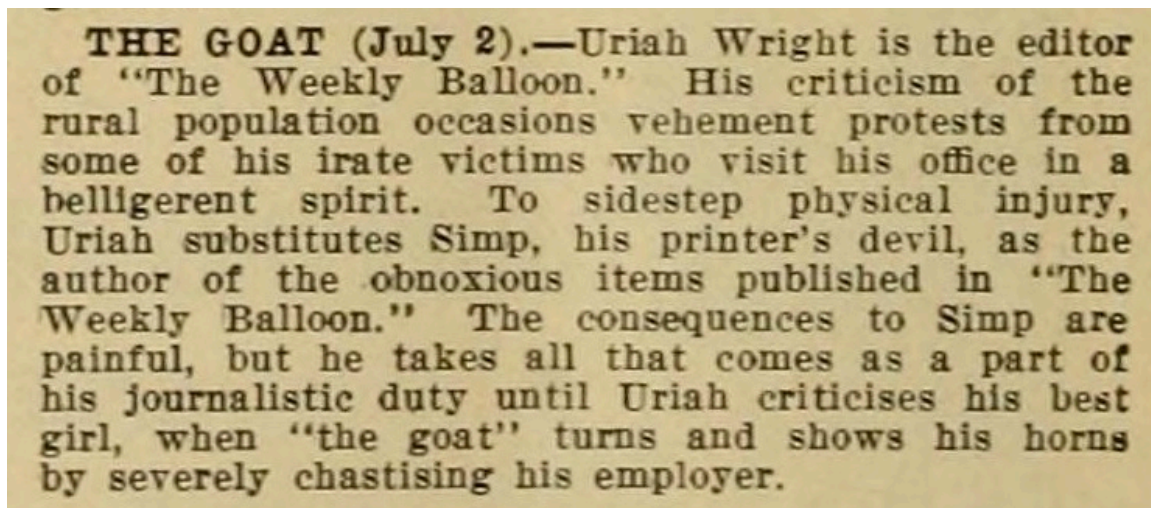 THE GOAT (July 2).—Uriah Wright is the editor
of "The Weekly Balloon." His criticism of the
rural population occasions vehement protests from
some of his irate victims who visit his office in a
belligerent spirit. To sidestep physical injury,
Uriah substitutes Simp, his printer's devil, as the
author of the obnoxious items published in "The
Weekly Balloon." The consequences to Simp are
painful, but he takes all that comes as a part of
his journalistic duty until Uriah criticises his best
girl, when "the goat" turns and shows his horns
by severely chastising his employer.